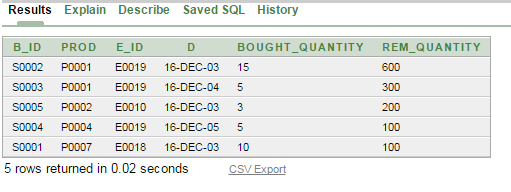 Results Explain Describe Saved SQL History
B_ID PROD E_ID D BOUGHT_QUANTITY REM_QUANTITY
S0002 P0001 E0019 16-DEC-03 15 600
S0003 P0001 E0019 16-DEC-04 5 300
S0005 P0002 E0010 16-DEC-03 3 200
S0004 P0004 E0019 16-DEC-05 5 100
S0001 P0007 E0018 16-DEC-03 10 100
5 rows returned in 0.02 seconds CSV Export